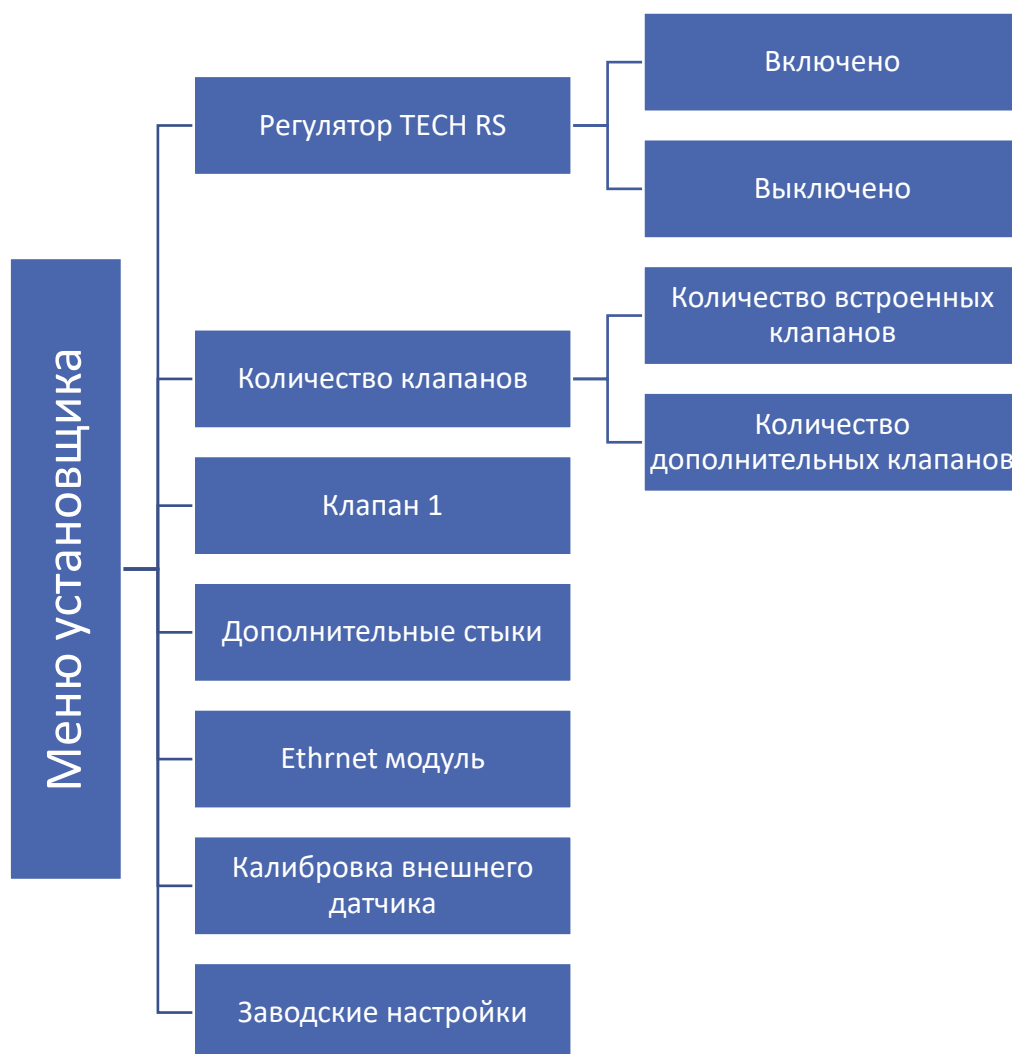 Меню установщика
Регулятор TECH RS
Включено
Выключено
Количество клапанов
Количество встроенных
клапанов
Количество
дополнительных клапанов
Клапан 1
Дополнительные стыки
Ethrnet модуль
Калибровка внешнего
датчика
Заводские настройки